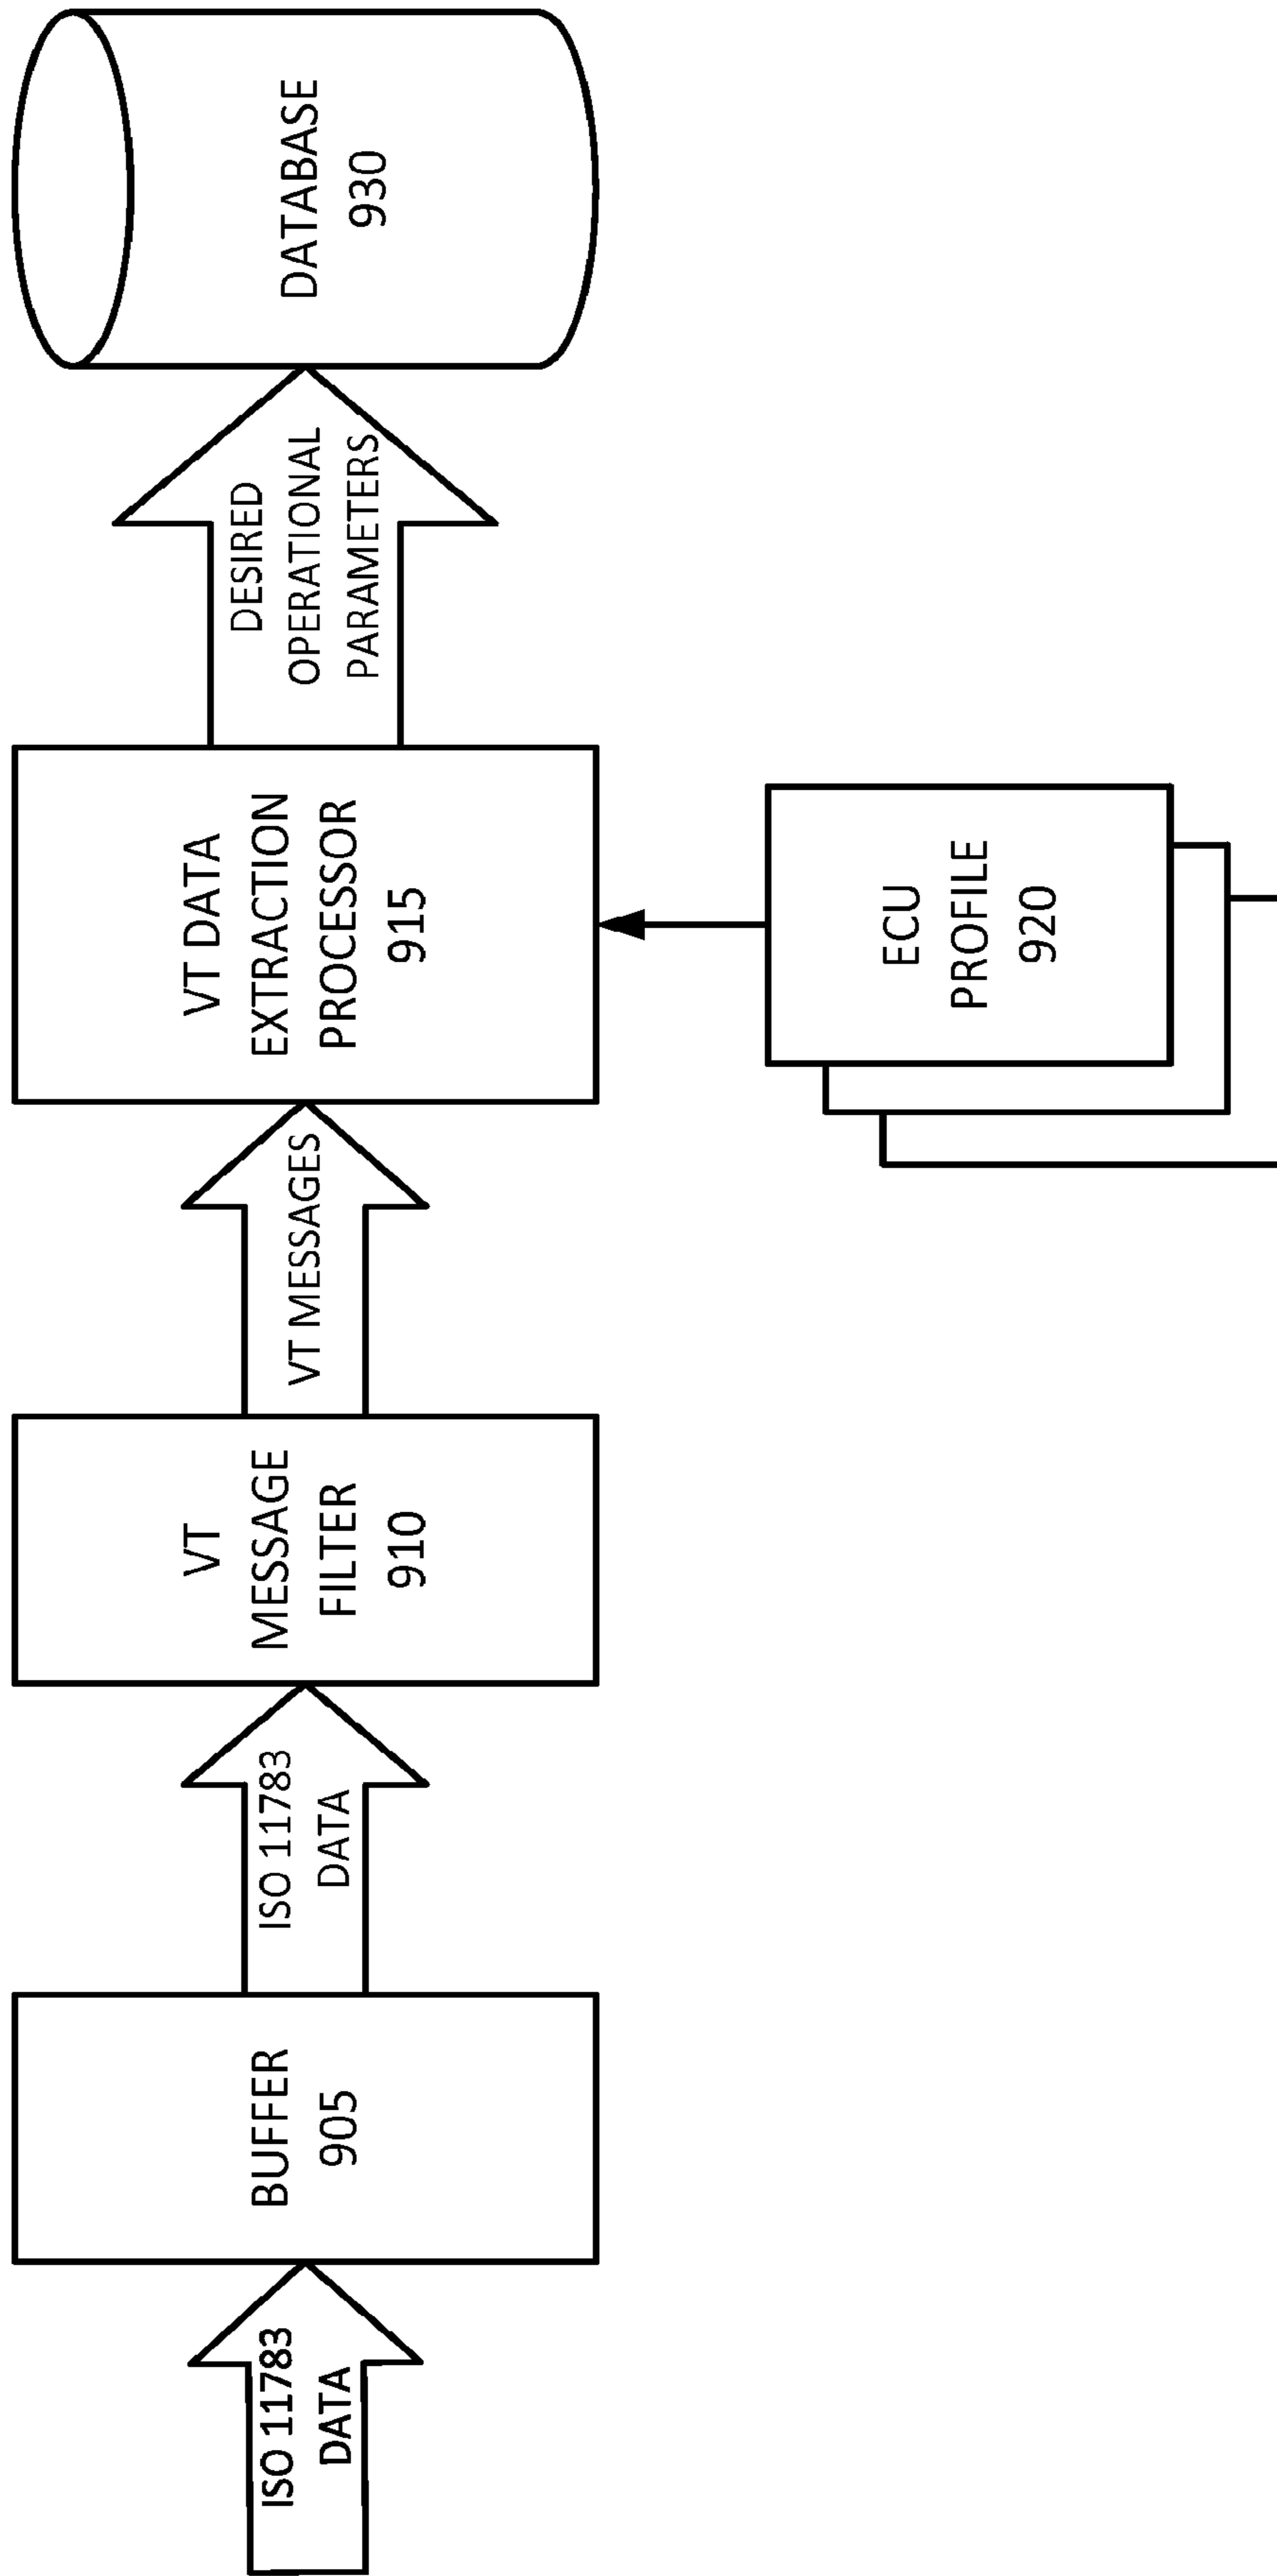 ISO 11783
DATA
BUFFER
905
ISO 11783
DATA
VT
MESSAGE
FILTER
910
VT MESSAGES
VT DATA
EXTRACTION
PROCESSOR
915
DESIRED
OPERATIONAL
PARAMETERS
DATABASE
930
ECU
PROFILE
920